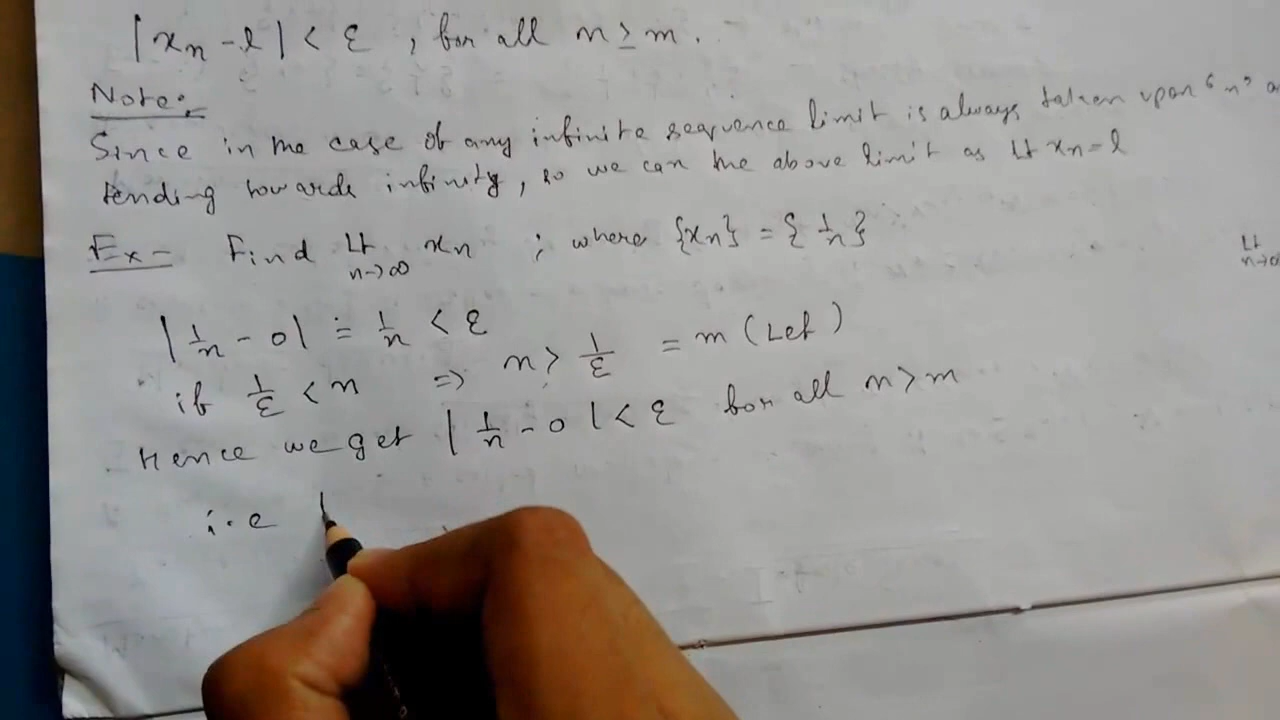 |xn - l| < ε , for all n ≥ m .
Note:-
Since in the case of any infinite sequence limit is always taken upon "n" a
tending towards infinity, so we can the above limit as Lt xn = l
Ex- Find Lt n→∞ xn ; where {xn} = {1/n}
Lt n→∞
|1/n - 0| = 1/n < ε
if 1/ε < n => n > 1/ε = m (Let)
Hence we get |1/n - 0| < ε for all n > m
i.e